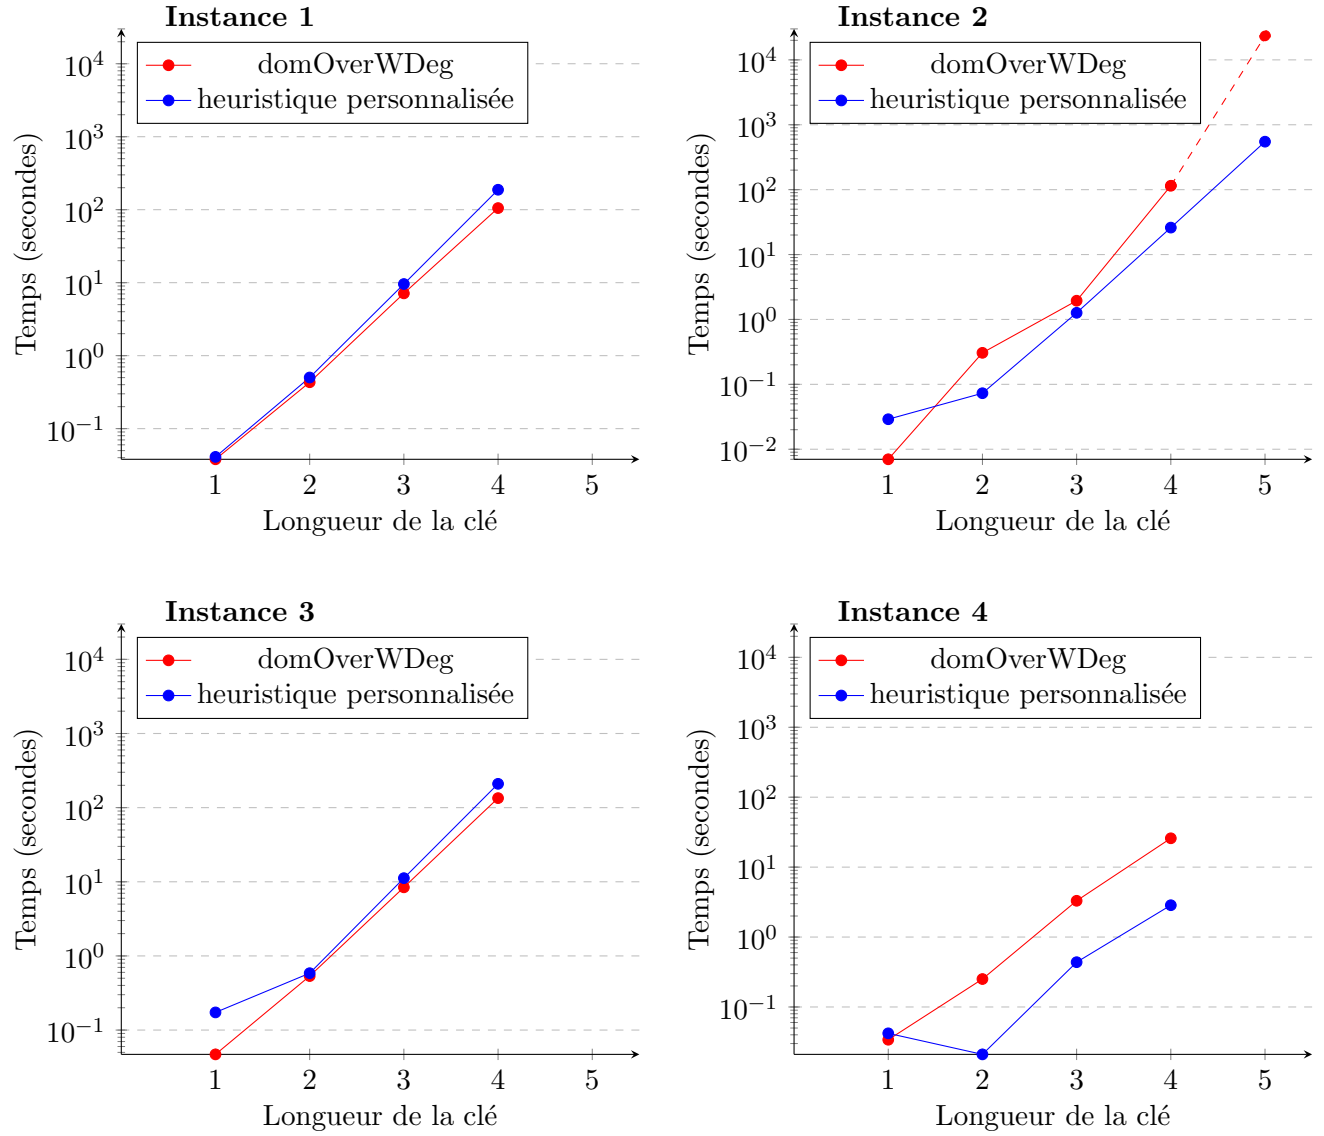 Instance 1
domOverWDeg
heuristique personnalisée
10^4
10^3
10^2
10^1
10^0
10^−1
Temps (secondes)
1 2 3 4 5
Longueur de la clé
Instance 2
domOverWDeg
heuristique personnalisée
10^4
10^3
10^2
10^1
10^0
10^−1
10^−2
Temps (secondes)
1 2 3 4 5
Longueur de la clé
Instance 3
domOverWDeg
heuristique personnalisée
10^4
10^3
10^2
10^1
10^0
10^−1
Temps (secondes)
1 2 3 4 5
Longueur de la clé
Instance 4
domOverWDeg
heuristique personnalisée
10^4
10^3
10^2
10^1
10^0
10^−1
Temps (secondes)
1 2 3 4 5
Longueur de la clé